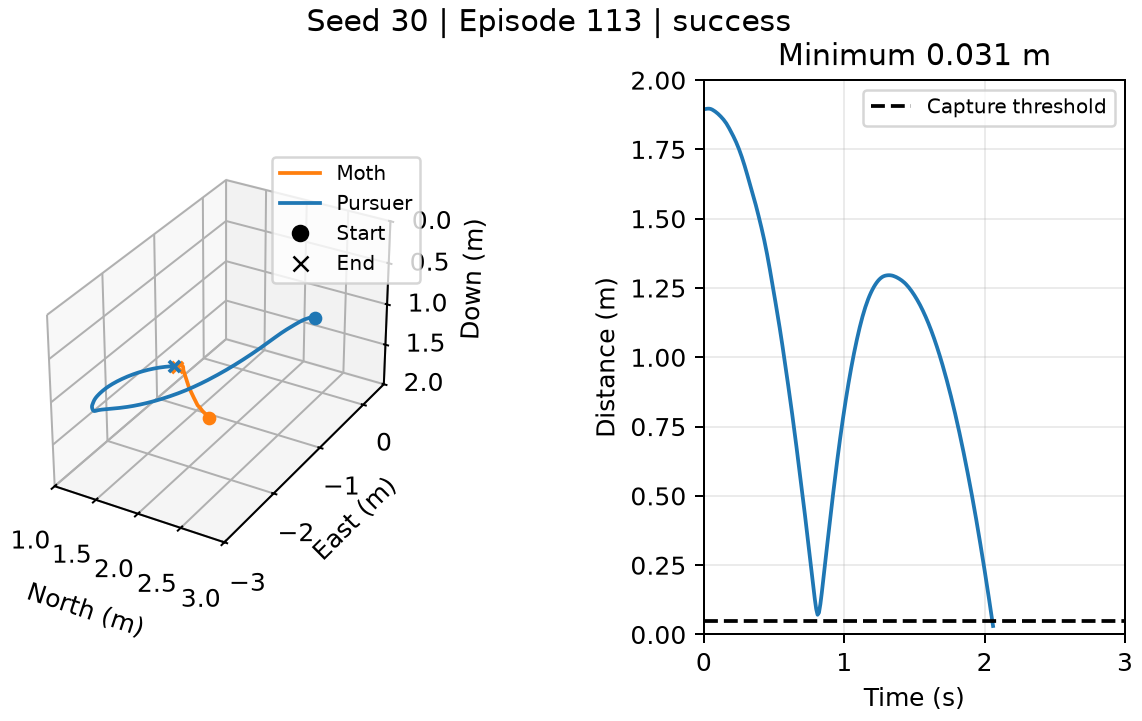 Seed 30 | Episode 113 | success
Moth
Pursuer
Start
End
0.0
0.5
1.0
1.5
2.0
Down (m)
0
−1
−2
−3
East (m)
1.0
1.5
2.0
2.5
3.0
North (m)
Minimum 0.031 m
Capture threshold
2.00
1.75
1.50
1.25
1.00
0.75
0.50
0.25
0.00
Distance (m)
0
1
2
3
Time (s)